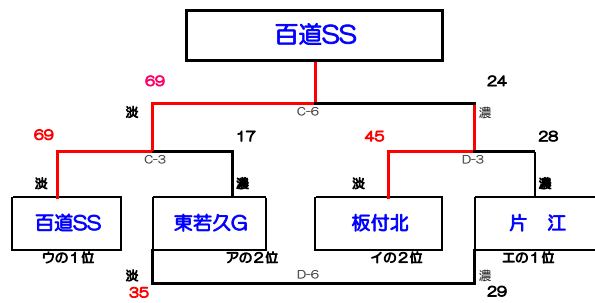 百道SS
69 24
淡 C-6 濃
69 17 45 28
C-3 D-3
淡 濃 淡 濃
百道SS 東若久G 板付北 片　江
ウの1位 アの2位 イの2位 エの1位
淡 D-6 濃
35 29